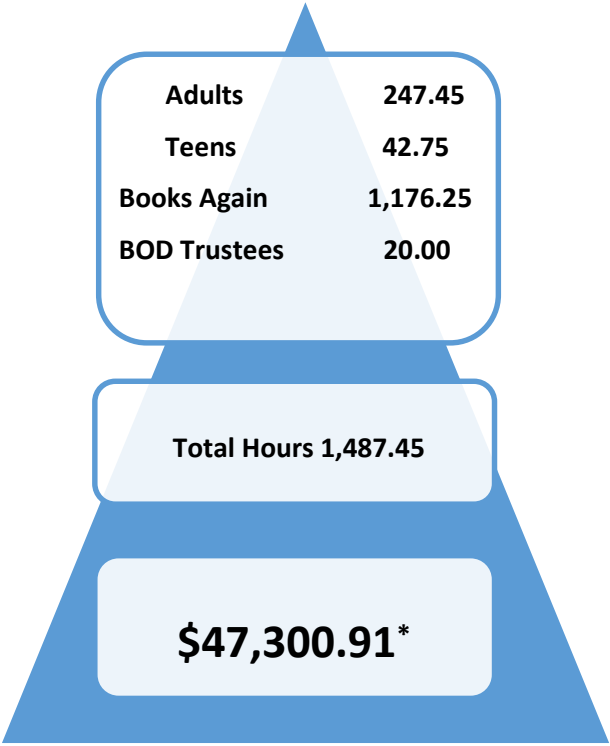 Adults 247.45
Teens 42.75
Books Again 1,176.25
BOD Trustees 20.00
Total Hours 1,487.45
$47,300.91*